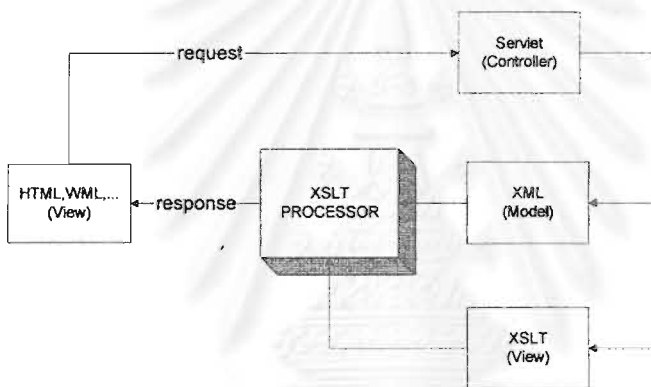 request
Servlet
(Controller)
HTML,WML,...
(View)
response
XSLT
PROCESSOR
XML
(Model)
XSLT
(View)